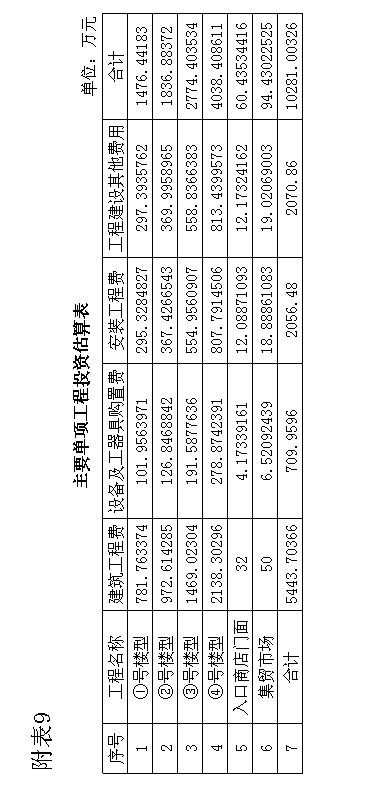 附表9
主要单项工程投资估算表
单位：万元
序号 工程名称 建筑工程费 设备及工器具购置费 安装工程费 工程建设其他费用 合计
1 ①号楼型 781.763374 101.9563971 295.3284827 297.3935762 1476.44183
2 ②号楼型 972.614285 126.8468842 367.4266543 369.9958965 1836.88372
3 ③号楼型 1469.02304 191.5877636 554.9560907 558.8366383 2774.403534
4 ④号楼型 2138.30296 278.8742391 807.7914506 813.4399573 4038.408611
5 入口商店门面 32 4.17339161 12.08871093 12.17324162 60.43534416
6 集贸市场 50 6.52092439 18.88861083 19.02069003 94.43022525
7 合计 5443.70366 709.9596 2056.48 2070.86 10281.00326